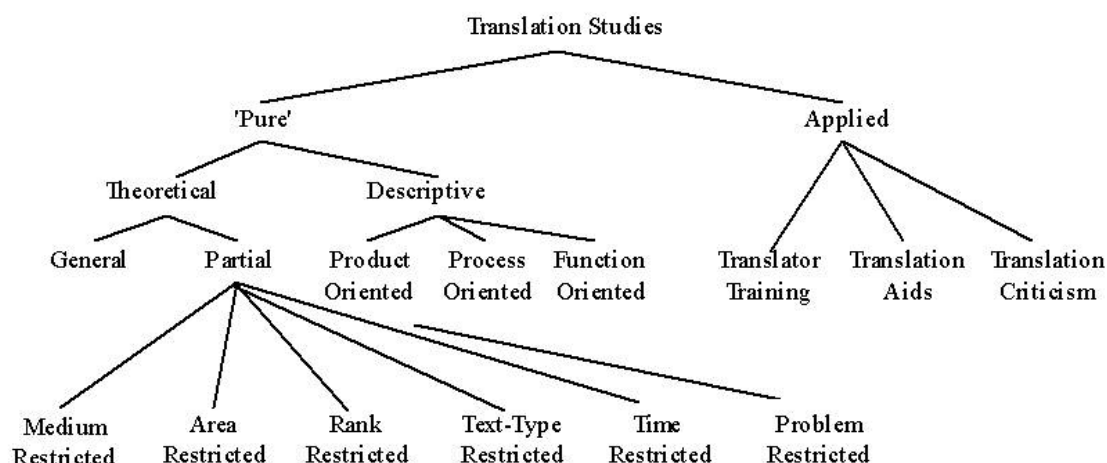 Translation Studies
'Pure' Applied
Theoretical Descriptive
General Partial Product Process Function Translator Translation Translation
Oriented Oriented Oriented Training Aids Criticism
Medium Area Rank Text-Type Time Problem
Restricted Restricted Restricted Restricted Restricted Restricted